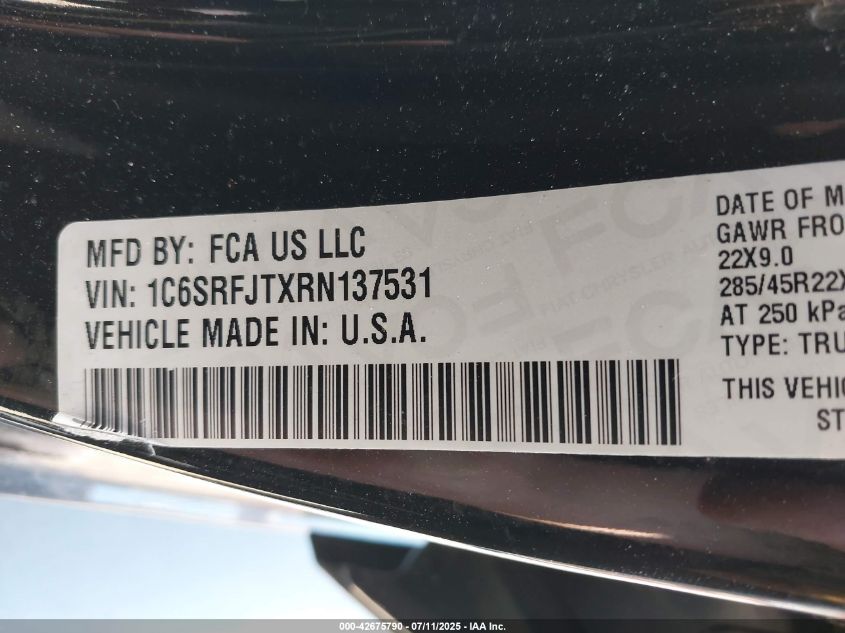 MFD BY: FCA US LLC
VIN: 1C6SRFJTXRN137531
VEHICLE MADE IN: U.S.A.
DATE OF M
GAWR FRO
22X9.0
285/45R22X
AT 250 kPa
TYPE: TRU
THIS VEHIC
ST
000-42675790 - 07/11/2025 - IAA Inc.